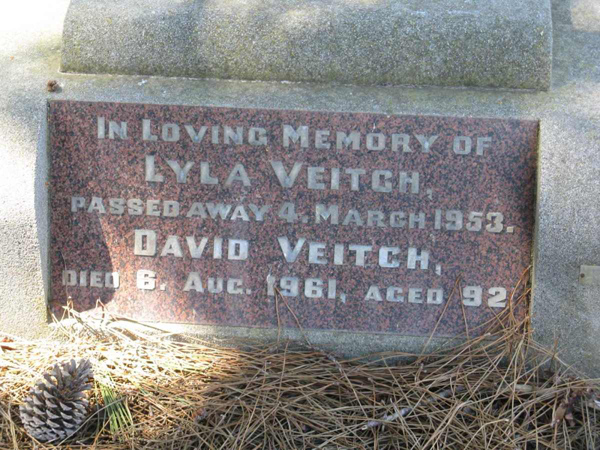 In Loving Memory of
Lyla Veitch,
passed away 4. March 1953.
David Veitch,
died 6. Aug. 1961, aged 92